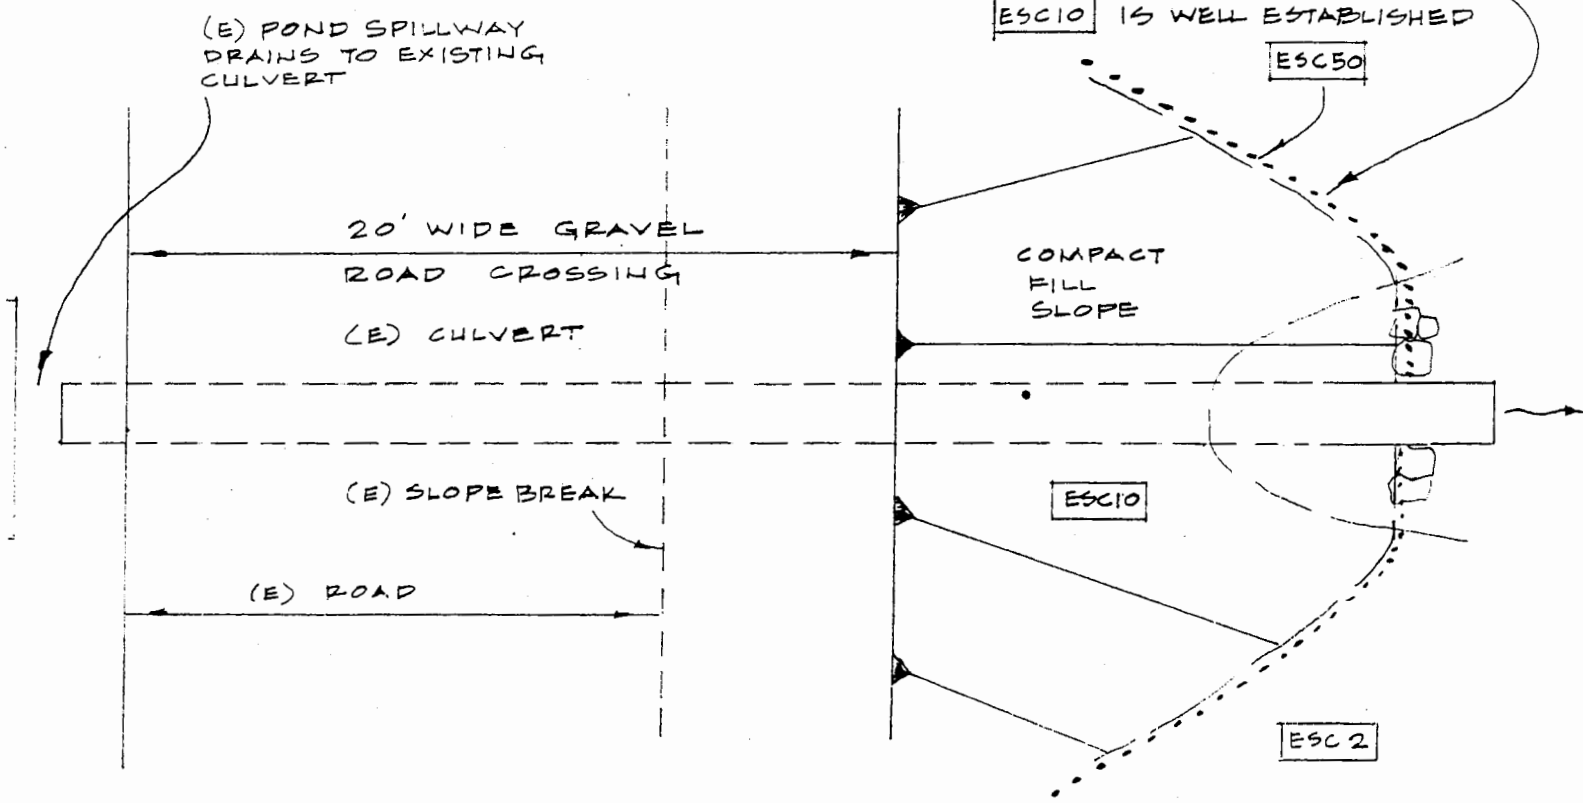 (E) POND SPILLWAY
DRAINS TO EXISTING
CULVERT
ESC10 IS WELL ESTABLISHED
ESC50
20' WIDE GRAVEL
ROAD CROSSING
COMPACT
FILL
SLOPE
(E) CULVERT
(E) SLOPE BREAK
ESC10
(E) ROAD
ESC 2